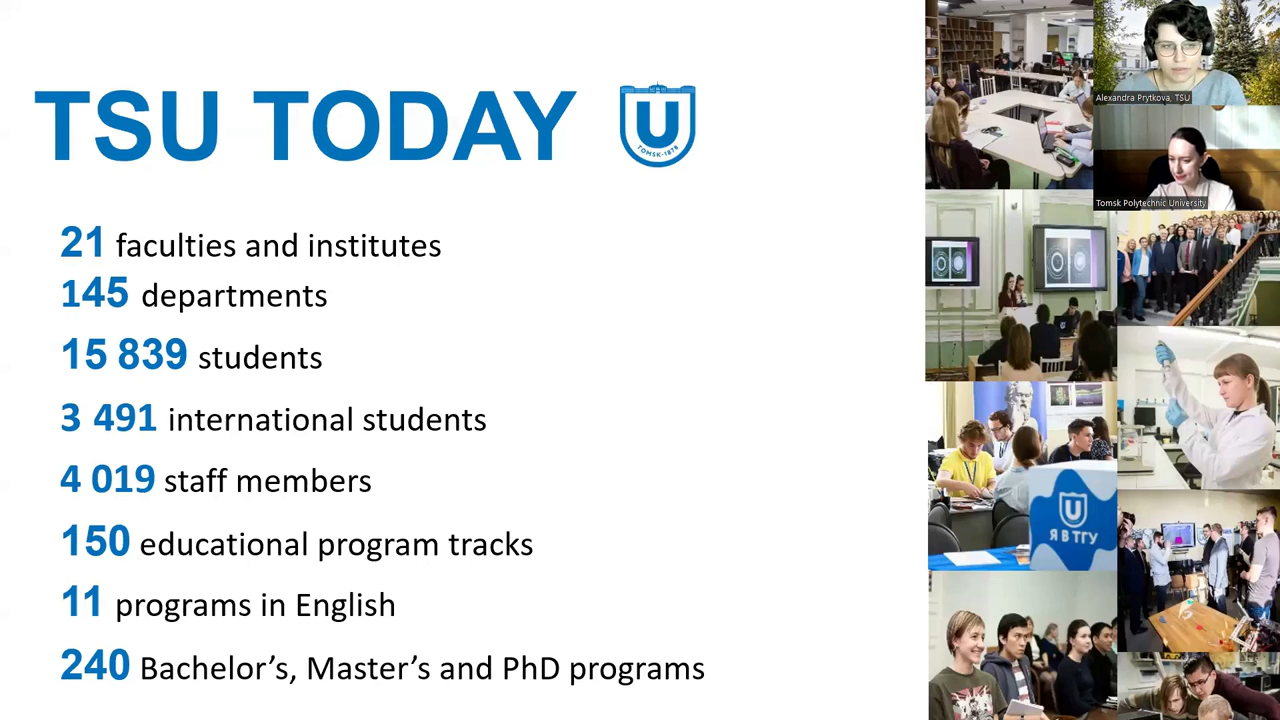 TSU TODAY
U
TOMSK·1878
21 faculties and institutes
145 departments
15 839 students
3 491 international students
4 019 staff members
150 educational program tracks
11 programs in English
240 Bachelor’s, Master’s and PhD programs
Alexandra Prytkova, TSU
Tomsk Polytechnic University
U
Я В ТГУ